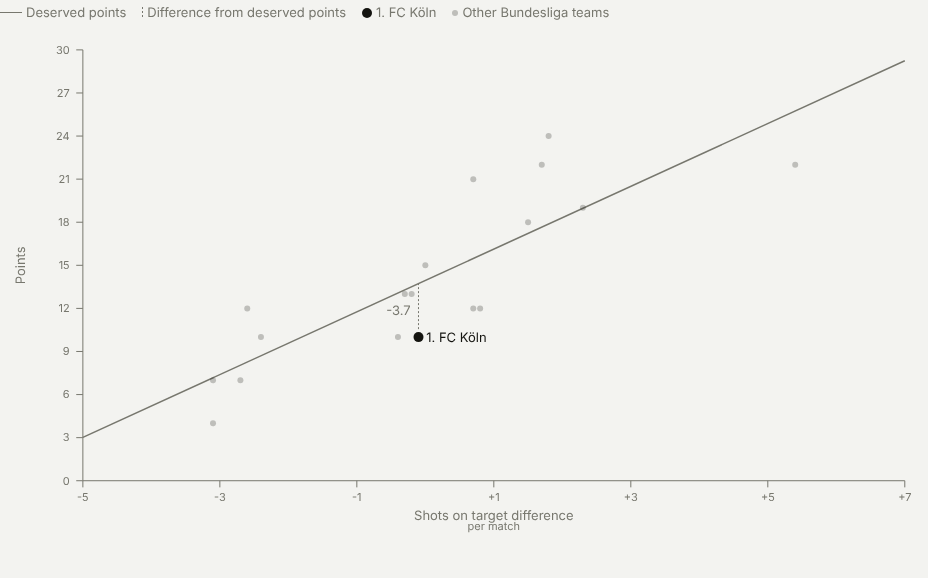 Deserved points Difference from deserved points 1. FC Köln Other Bundesliga teams
30
27
24
21
18
15
12
9
6
3
0
Points
-3.7
1. FC Köln
-5 -3 -1 +1 +3 +5 +7
Shots on target difference
per match